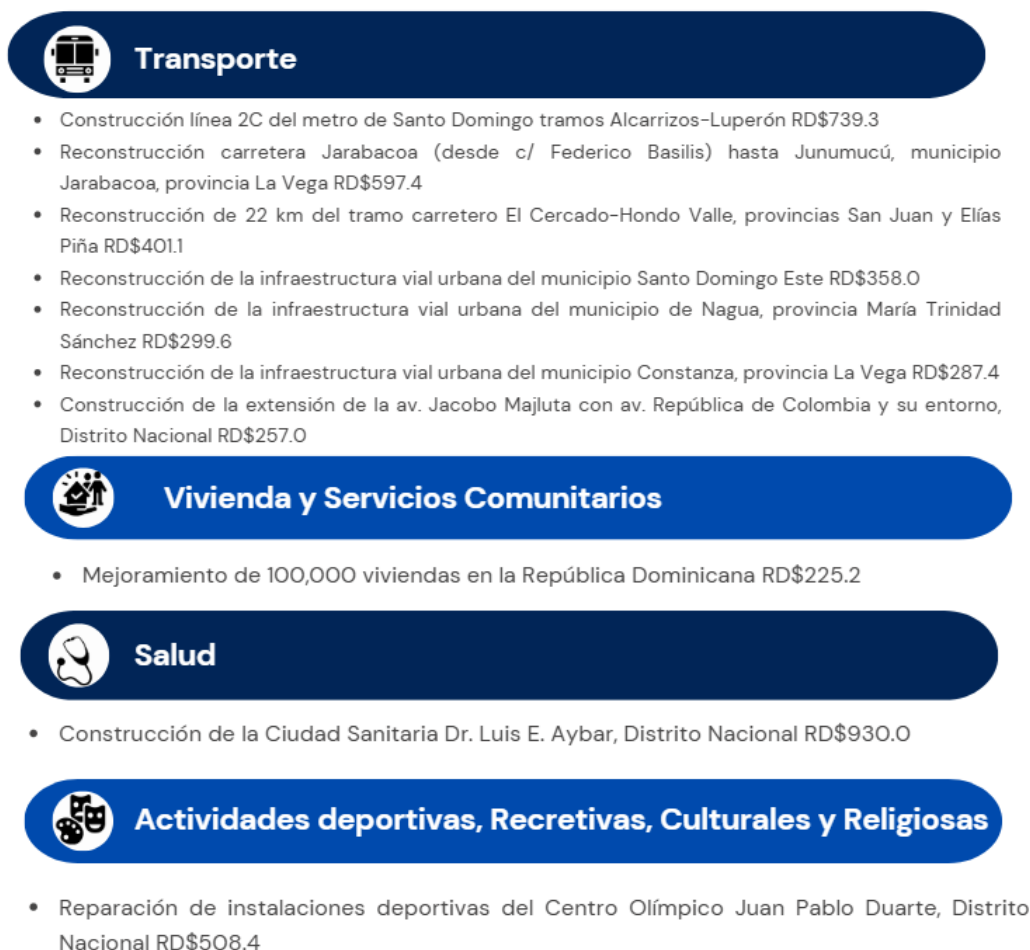 Transporte
• Construcción línea 2C del metro de Santo Domingo tramos Alcarrizos-Luperón RD$739.3
• Reconstrucción carretera Jarabacoa (desde c/ Federico Basilis) hasta Junumucú, municipio
Jarabacoa, provincia La Vega RD$597.4
• Reconstrucción de 22 km del tramo carretero El Cercado-Hondo Valle, provincias San Juan y Elías
Piña RD$401.1
• Reconstrucción de la infraestructura vial urbana del municipio Santo Domingo Este RD$358.0
• Reconstrucción de la infraestructura vial urbana del municipio de Nagua, provincia María Trinidad
Sánchez RD$299.6
• Reconstrucción de la infraestructura vial urbana del municipio Constanza, provincia La Vega RD$287.4
• Construcción de la extensión de la av. Jacobo Majluta con av. República de Colombia y su entorno,
Distrito Nacional RD$257.0
Vivienda y Servicios Comunitarios
• Mejoramiento de 100,000 viviendas en la República Dominicana RD$225.2
Salud
• Construcción de la Ciudad Sanitaria Dr. Luis E. Aybar, Distrito Nacional RD$930.0
Actividades deportivas, Recretivas, Culturales y Religiosas
• Reparación de instalaciones deportivas del Centro Olímpico Juan Pablo Duarte, Distrito
Nacional RD$508.4